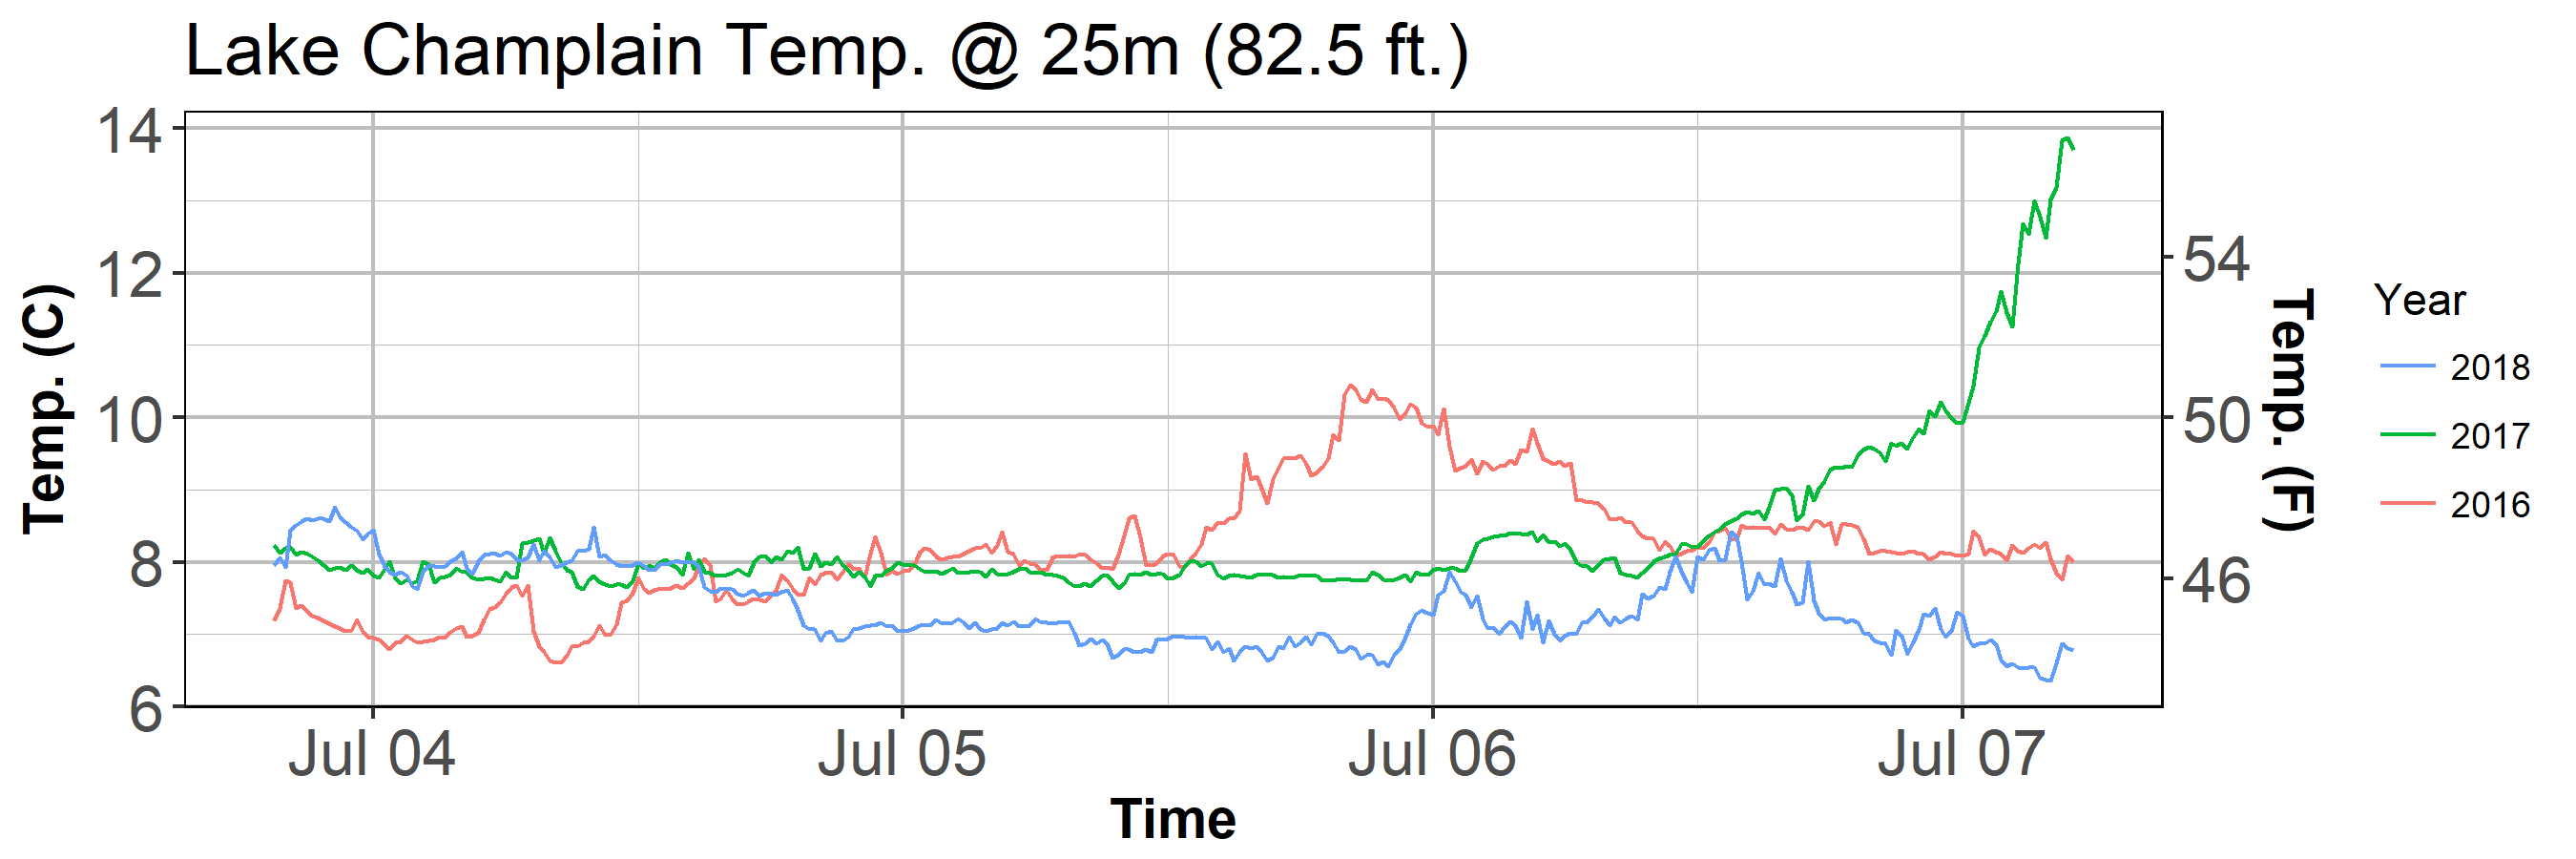 Lake Champlain Temp. @ 25m (82.5 ft.)
Temp. (C)
14
12
10
8
6
54
50
46
Temp. (F)
Year
2018
2017
2016
Jul 04 Jul 05 Jul 06 Jul 07
Time